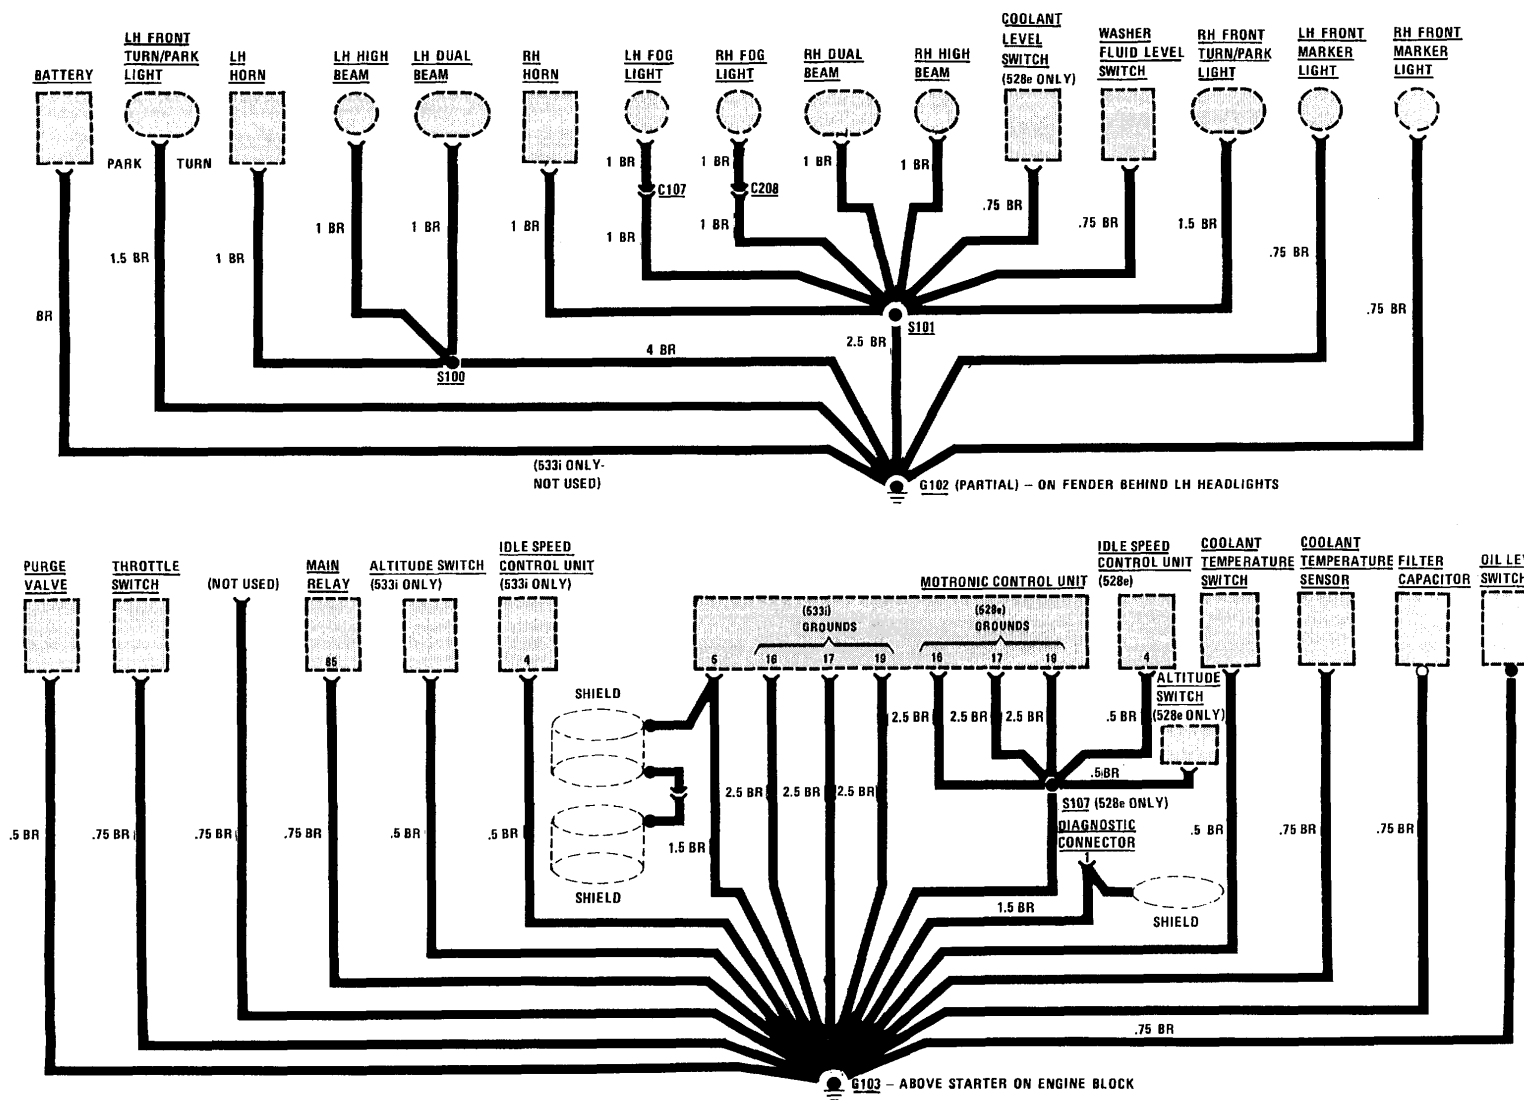 BATTERY
LH FRONT
TURN/PARK
LIGHT
LH
HORN
LH HIGH
BEAM
LH DUAL
BEAM
RH
HORN
LH FOG
LIGHT
RH FOG
LIGHT
RH DUAL
BEAM
RH HIGH
BEAM
COOLANT
LEVEL
SWITCH
(528e ONLY)
WASHER
FLUID LEVEL
SWITCH
RH FRONT
TURN/PARK
LIGHT
LH FRONT
MARKER
LIGHT
RH FRONT
MARKER
LIGHT
PARK
TURN
1 BR
1 BR
1 BR
1 BR
C107
C208
.75 BR
1 BR
1 BR
1 BR
1 BR
1 BR
.75 BR
1.5 BR
1.5 BR
1 BR
.75 BR
BR
.75 BR
S101
2.5 BR
4 BR
S100
(533i ONLY-
NOT USED)
G102 (PARTIAL) – ON FENDER BEHIND LH HEADLIGHTS
PURGE
VALVE
THROTTLE
SWITCH
(NOT USED)
MAIN
RELAY
ALTITUDE SWITCH
(533i ONLY)
IDLE SPEED
CONTROL UNIT
(533i ONLY)
MOTRONIC CONTROL UNIT
IDLE SPEED
CONTROL UNIT
(528e)
COOLANT
TEMPERATURE
SWITCH
COOLANT
TEMPERATURE
SENSOR
FILTER
CAPACITOR
OIL LE
SWITC
(533i)
GROUNDS
(528e)
GROUNDS
85
4
5
16
17
19
16
17
19
4
SHIELD
ALTITUDE
SWITCH
(528e ONLY)
2.5 BR
2.5 BR
2.5 BR
.5 BR
.5BR
2.5 BR
2.5 BR
2.5 BR
S107 (528e ONLY)
.5 BR
.75 BR
.75 BR
.75 BR
.5 BR
.5 BR
1.5 BR
DIAGNOSTIC
CONNECTOR
1
.5 BR
.75 BR
.75 BR
SHIELD
1.5 BR
SHIELD
.75 BR
G103 – ABOVE STARTER ON ENGINE BLOCK